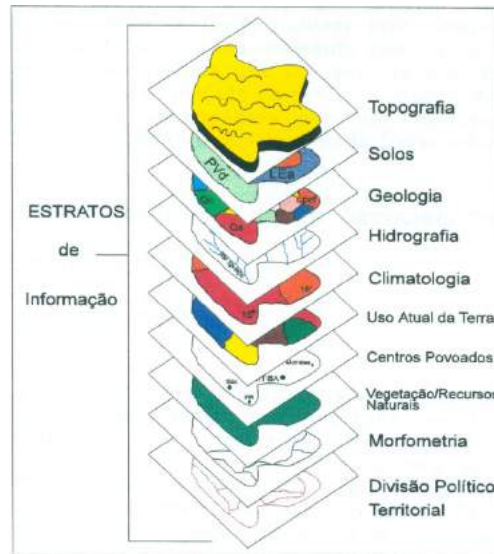 Topografia
PVd
LEa
Solos
Geologia
ESTRATOS
de
Informação
Hidrografia
Climatologia
Uso Atual da Terra
Centros Povoados
Vegetação/Recursos
Naturais
Morfometria
Divisão Político
Territorial